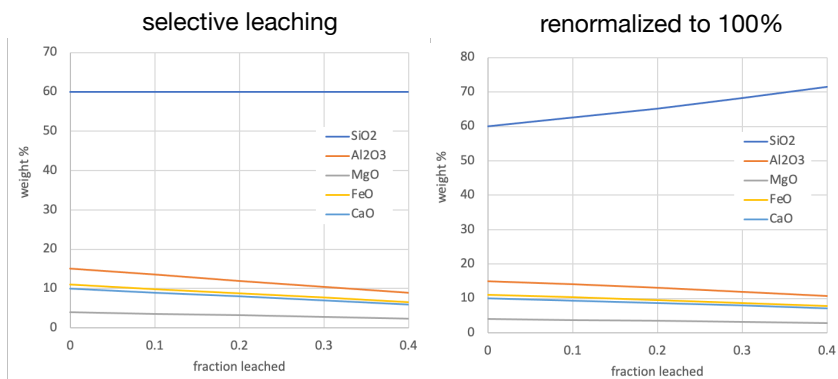 selective leaching
70
60
50
40
30
20
10
0
weight %
SiO2
Al2O3
MgO
FeO
CaO
0 0.1 0.2 0.3 0.4
fraction leached
renormalized to 100%
80
70
60
50
40
30
20
10
0
weight %
SiO2
Al2O3
MgO
FeO
CaO
0 0.1 0.2 0.3 0.4
fraction leached